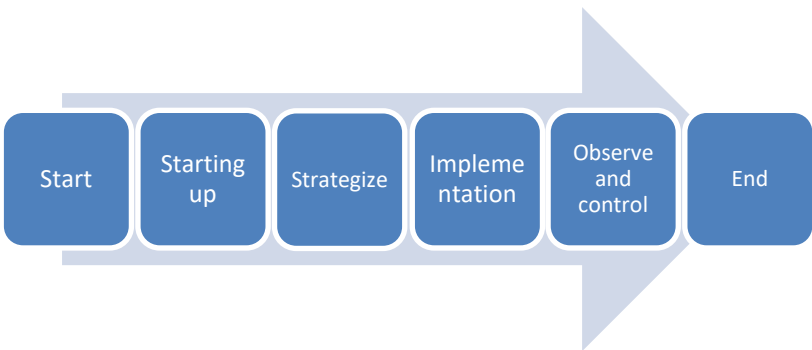 Start
Starting
up
Strategize
Impleme
ntation
Observe
and
control
End